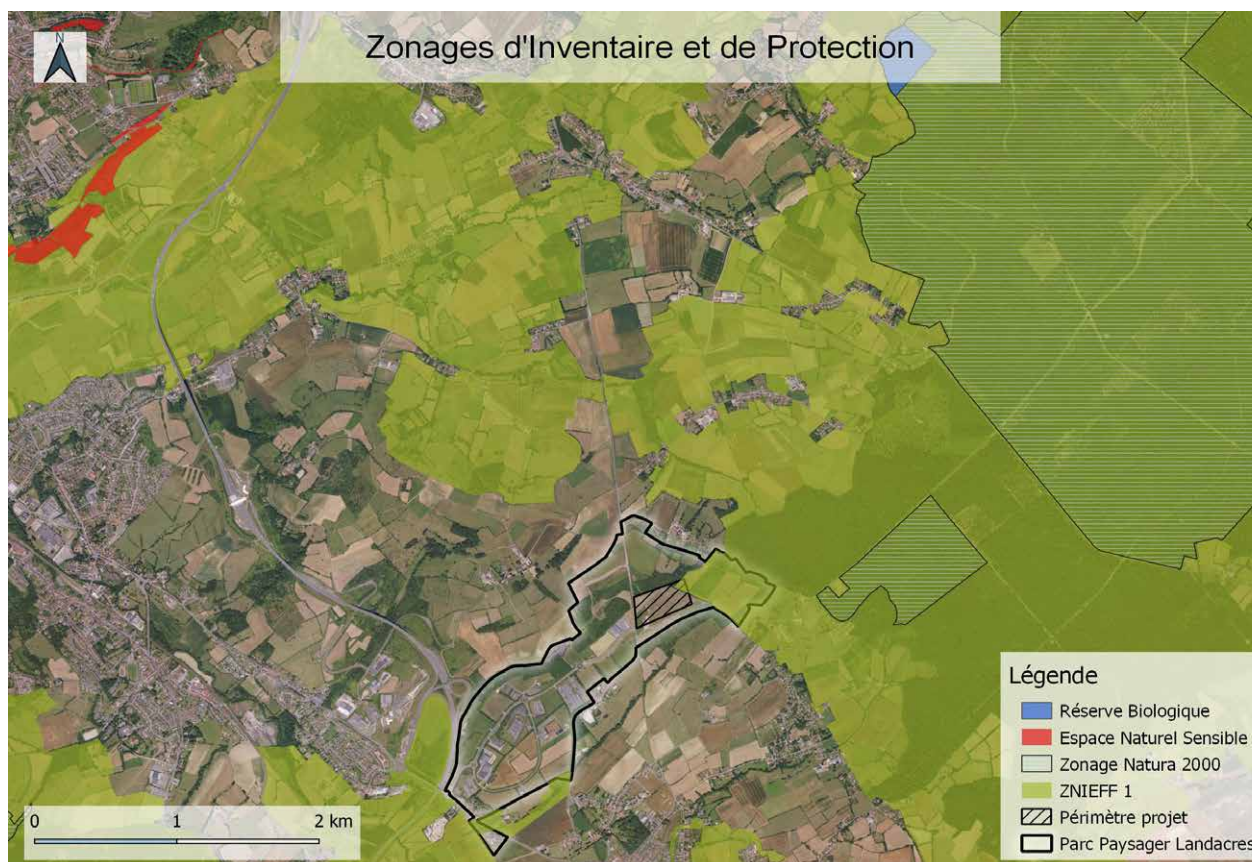 Zonages d'Inventaire et de Protection
N
Légende
Réserve Biologique
Espace Naturel Sensible
Zonage Natura 2000
ZNIEFF 1
Périmètre projet
Parc Paysager Landacres
0 1 2 km